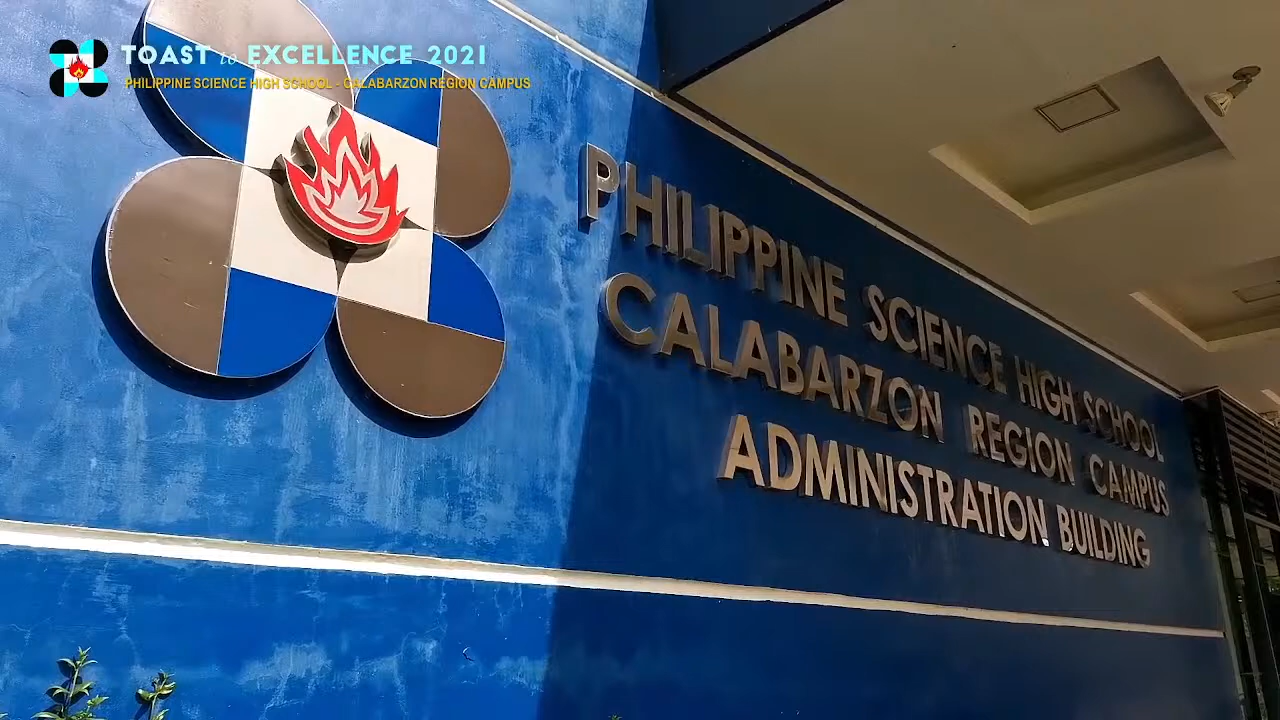 TOAST to EXCELLENCE 2021
PHILIPPINE SCIENCE HIGH SCHOOL - CALABARZON REGION CAMPUS
PHILIPPINE SCIENCE HIGH SCHOOL
CALABARZON REGION CAMPUS
ADMINISTRATION BUILDING